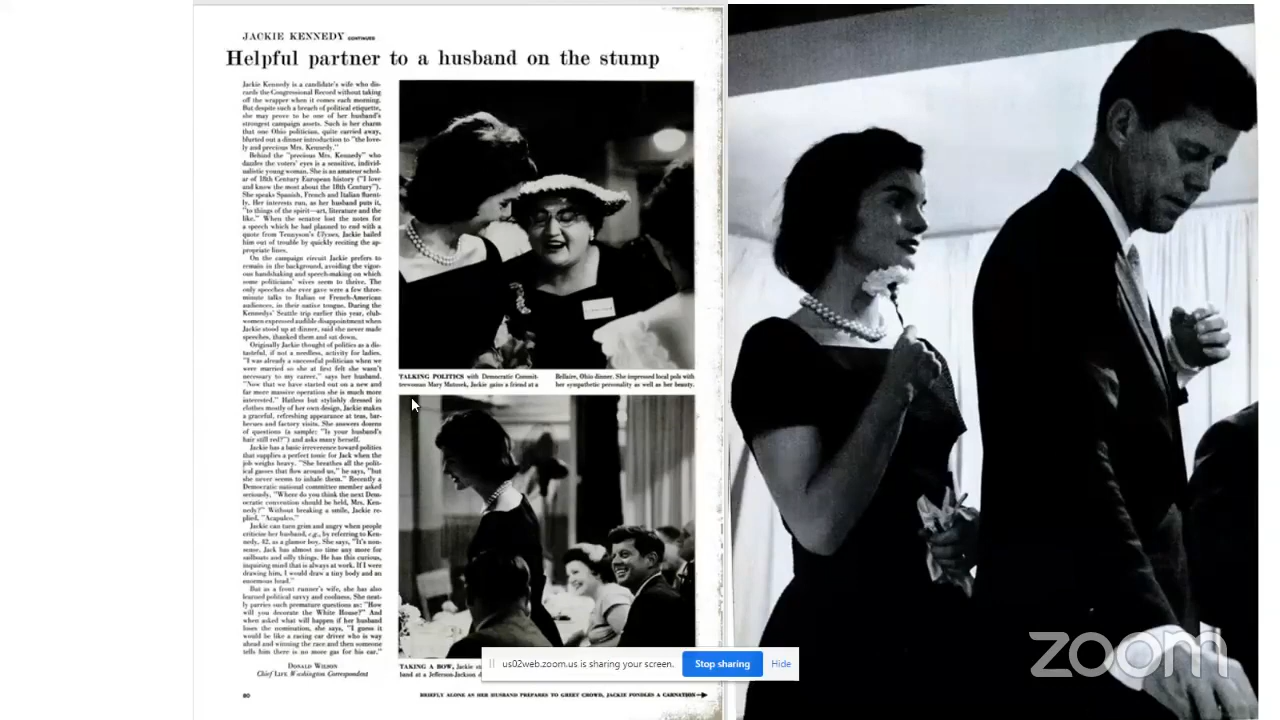 JACKIE KENNEDY CONTINUED
Helpful partner to a husband on the stump
Jackie Kennedy is a candidate's wife who dis-
cards the Congressional Record without taking
off the wrapper when it comes each morning.
But despite such a breach of political etiquette,
she may prove to be one of her husband's
strongest campaign assets. Such is her charm
that one Ohio politician, quite carried away,
blurted out a dinner introduction to "the love-
ly and precious Mrs. Kennedy."
Behind the "precious Mrs. Kennedy" who
dazzles the voters' eyes is a sensitive, individ-
ualistic young woman. She is an amateur schol-
ar of 18th Century European history ("I love
and know the most about the 18th Century").
She speaks Spanish, French and Italian fluent-
ly. Her interests run, as her husband puts it,
"to things of the spirit—art, literature and the
like." When the senator lost the notes for
a speech which he had planned to end with a
quote from Tennyson's Ulysses, Jackie bailed
him out of trouble by quickly reciting the ap-
propriate lines.
On the campaign circuit Jackie prefers to
remain in the background, avoiding the vigor-
ous handshaking and speech-making on which
some politicians' wives seem to thrive. The
only speeches she ever gave were a few three-
minute talks to Italian or French-American
audiences, in their native tongue. During the
Kennedys' Seattle trip earlier this year, club-
women expressed audible disappointment when
Jackie stood up at dinner, said she never made
speeches, thanked them and sat down.
Originally Jackie thought of politics as a dis-
tasteful, if not a needless, activity for ladies.
"I was already a successful politician when we
were married so she at first felt she wasn't
necessary to my career," says her husband.
"Now that we have started out on a new and
far more massive operation she is much more
interested." Hatless but stylishly dressed in
clothes mostly of her own design, Jackie makes
a graceful, refreshing appearance at teas, bar-
becues and factory visits. She answers dozens
of questions (a sample: "Is your husband's
hair still red?") and asks many herself.
Jackie has a basic irreverence toward politics
that supplies a perfect tonic for Jack when the
job weighs heavy. "She breathes all the polit-
ical gasses that flow around us," he says, "but
she never seems to inhale them." Recently a
Democratic national committee member asked
seriously, "Where do you think the next Dem-
ocratic convention should be held, Mrs. Ken-
nedy?" Without breaking a smile, Jackie re-
plied, "Acapulco."
Jackie can turn grim and angry when people
criticize her husband, e.g., by referring to Ken-
nedy, 42, as a glamor boy. She says, "It's non-
sense. Jack has almost no time any more for
sailboats and silly things. He has this curious,
inquiring mind that is always at work. If I were
drawing him, I would draw a tiny body and an
enormous head."
But as a front runner's wife, she has also
learned political savvy and coolness. She neat-
ly parries such premature questions as: "How
will you decorate the White House?" And
when asked what will happen if her husband
loses the nomination, she says, "I guess it
would be like a racing car driver who is way
ahead and winning the race and then someone
tells him there is no more gas for his car."
DONALD WILSON
Chief LIFE Washington Correspondent
TALKING POLITICS with Democratic Commit-
teewoman Mary Matusek, Jackie gains a friend at a
Bellaire, Ohio dinner. She impressed local pols with
her sympathetic personality as well as her beauty.
TAKING A BOW, Jackie
band at a Jefferson-Jackson
80
BRIEFLY ALONE AS HER HUSBAND PREPARES TO GREET CROWD, JACKIE FONDLES A CARNATION
us02web.zoom.us is sharing your screen.
Stop sharing
Hide
zoom